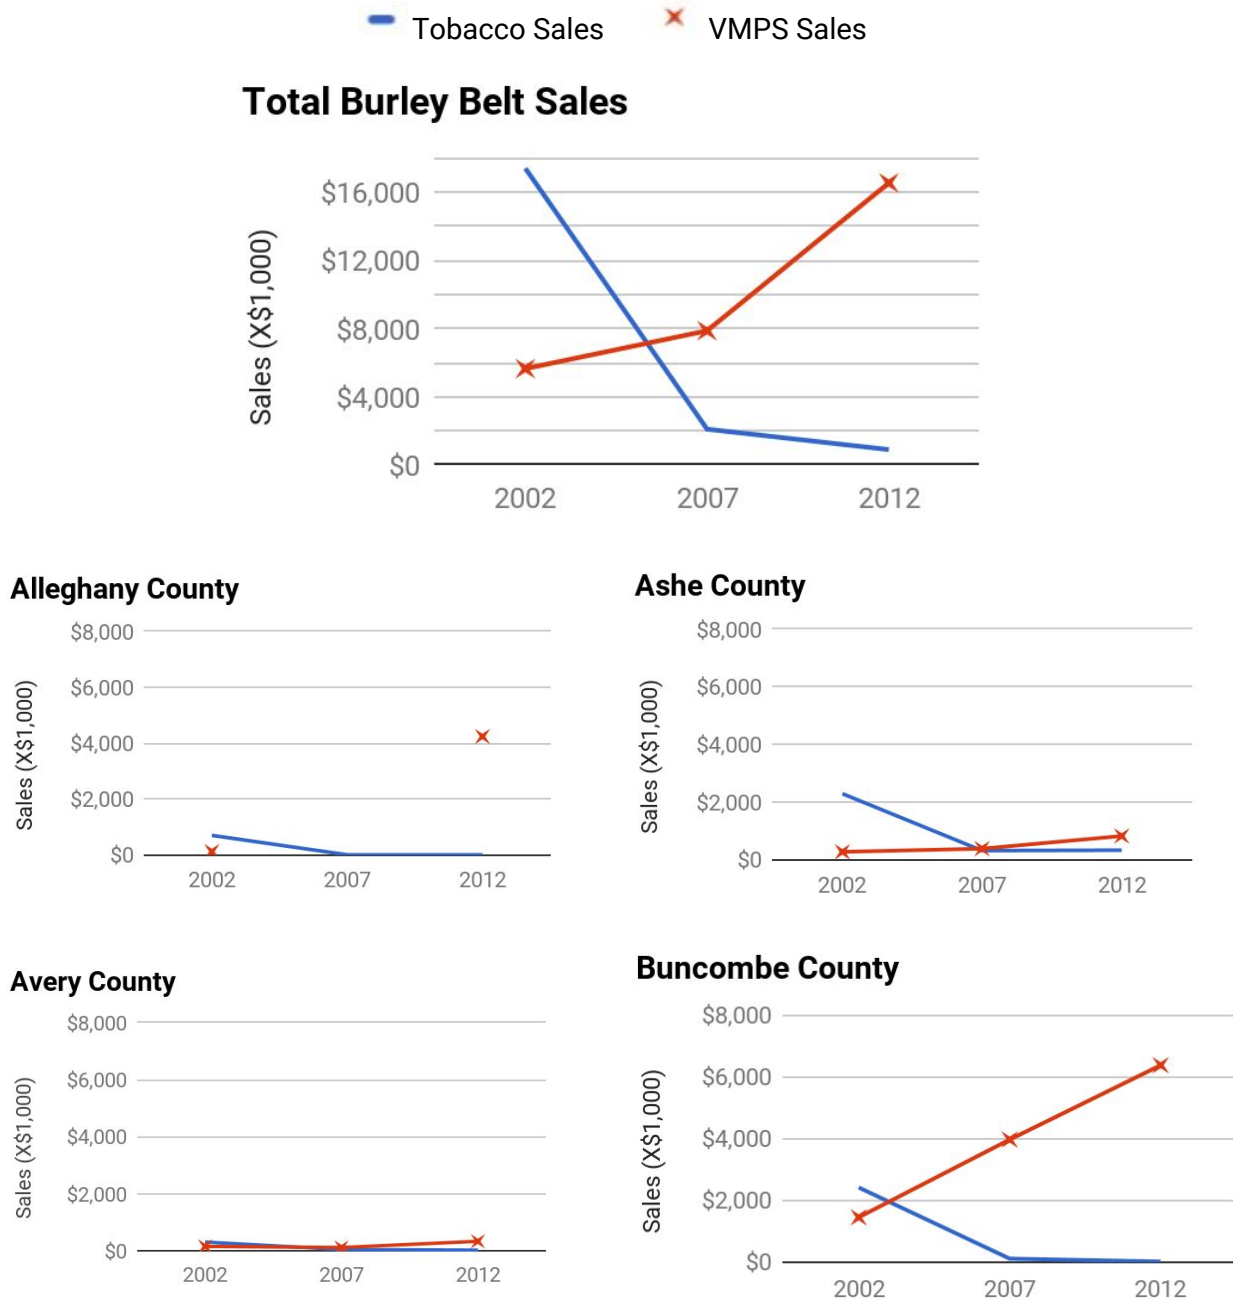 Tobacco Sales
VMPS Sales
Total Burley Belt Sales
Sales (X$1,000)
$16,000
$12,000
$8,000
$4,000
$0
2002 2007 2012
Alleghany County
Sales (X$1,000)
$8,000
$6,000
$4,000
$2,000
$0
2002 2007 2012
Ashe County
Sales (X$1,000)
$8,000
$6,000
$4,000
$2,000
$0
2002 2007 2012
Avery County
Sales (X$1,000)
$8,000
$6,000
$4,000
$2,000
$0
2002 2007 2012
Buncombe County
Sales (X$1,000)
$8,000
$6,000
$4,000
$2,000
$0
2002 2007 2012